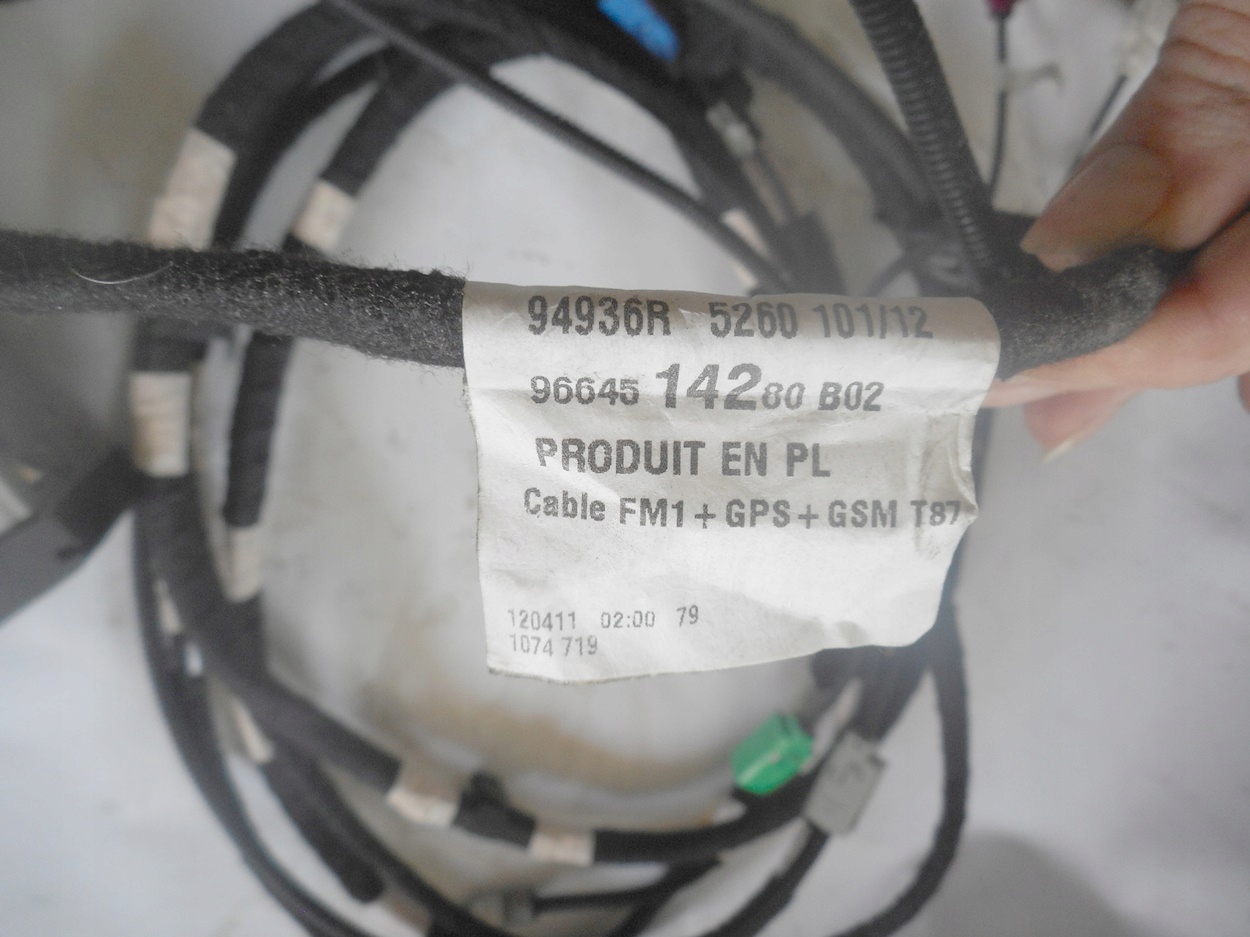 94936R 5260 101/12
96645 142 80 B02
PRODUIT EN PL
Cable FM1 + GPS + GSM T87
120411 02:00 79
1074 719